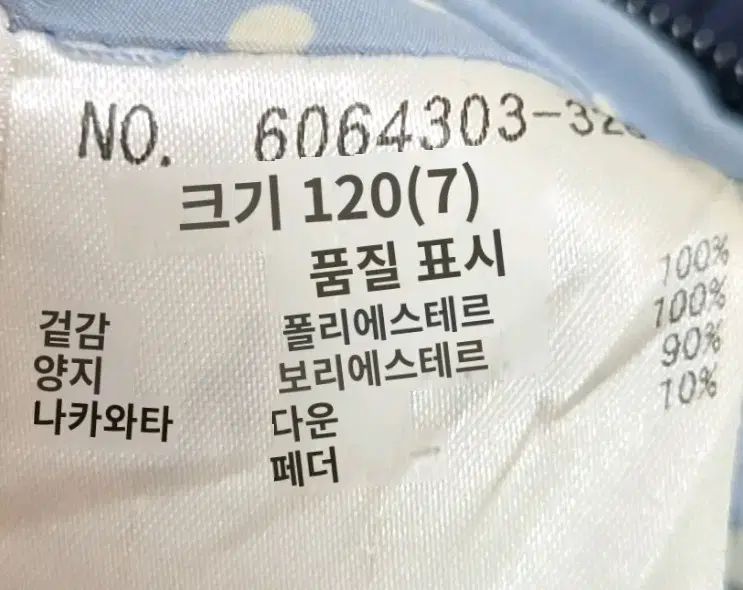 NO. 6064303-32
크기 120(7)
품질 표시
겉감 폴리에스테르 100%
양지 보리에스테르 100%
나카와타 다운 90%
페더 10%